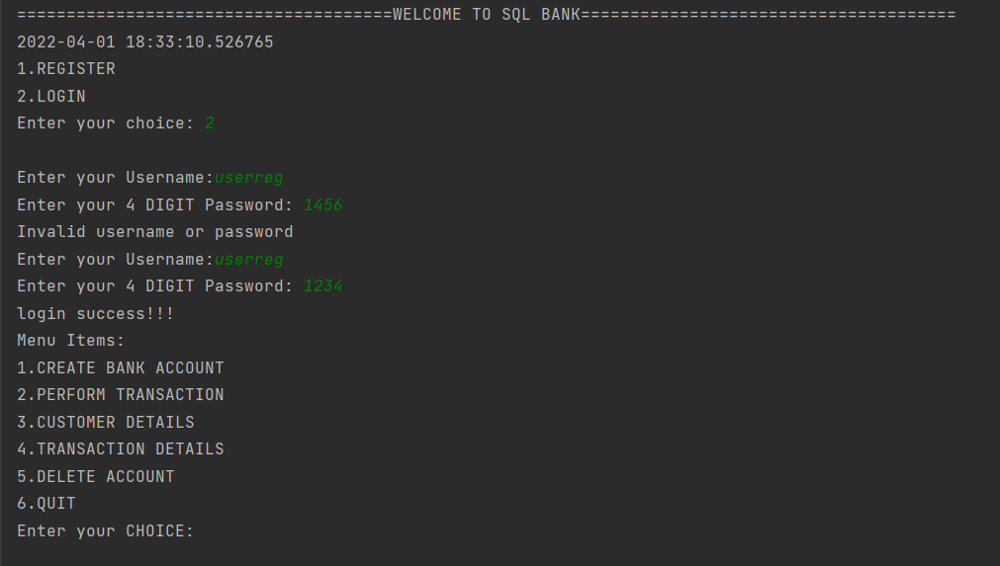 ======================================WELCOME TO SQL BANK======================================
2022-04-01 18:33:10.526765
1.REGISTER
2.LOGIN
Enter your choice: 2
Enter your Username:userreg
Enter your 4 DIGIT Password: 1456
Invalid username or password
Enter your Username:userreg
Enter your 4 DIGIT Password: 1234
login success!!!
Menu Items:
1.CREATE BANK ACCOUNT
2.PERFORM TRANSACTION
3.CUSTOMER DETAILS
4.TRANSACTION DETAILS
5.DELETE ACCOUNT
6.QUIT
Enter your CHOICE: